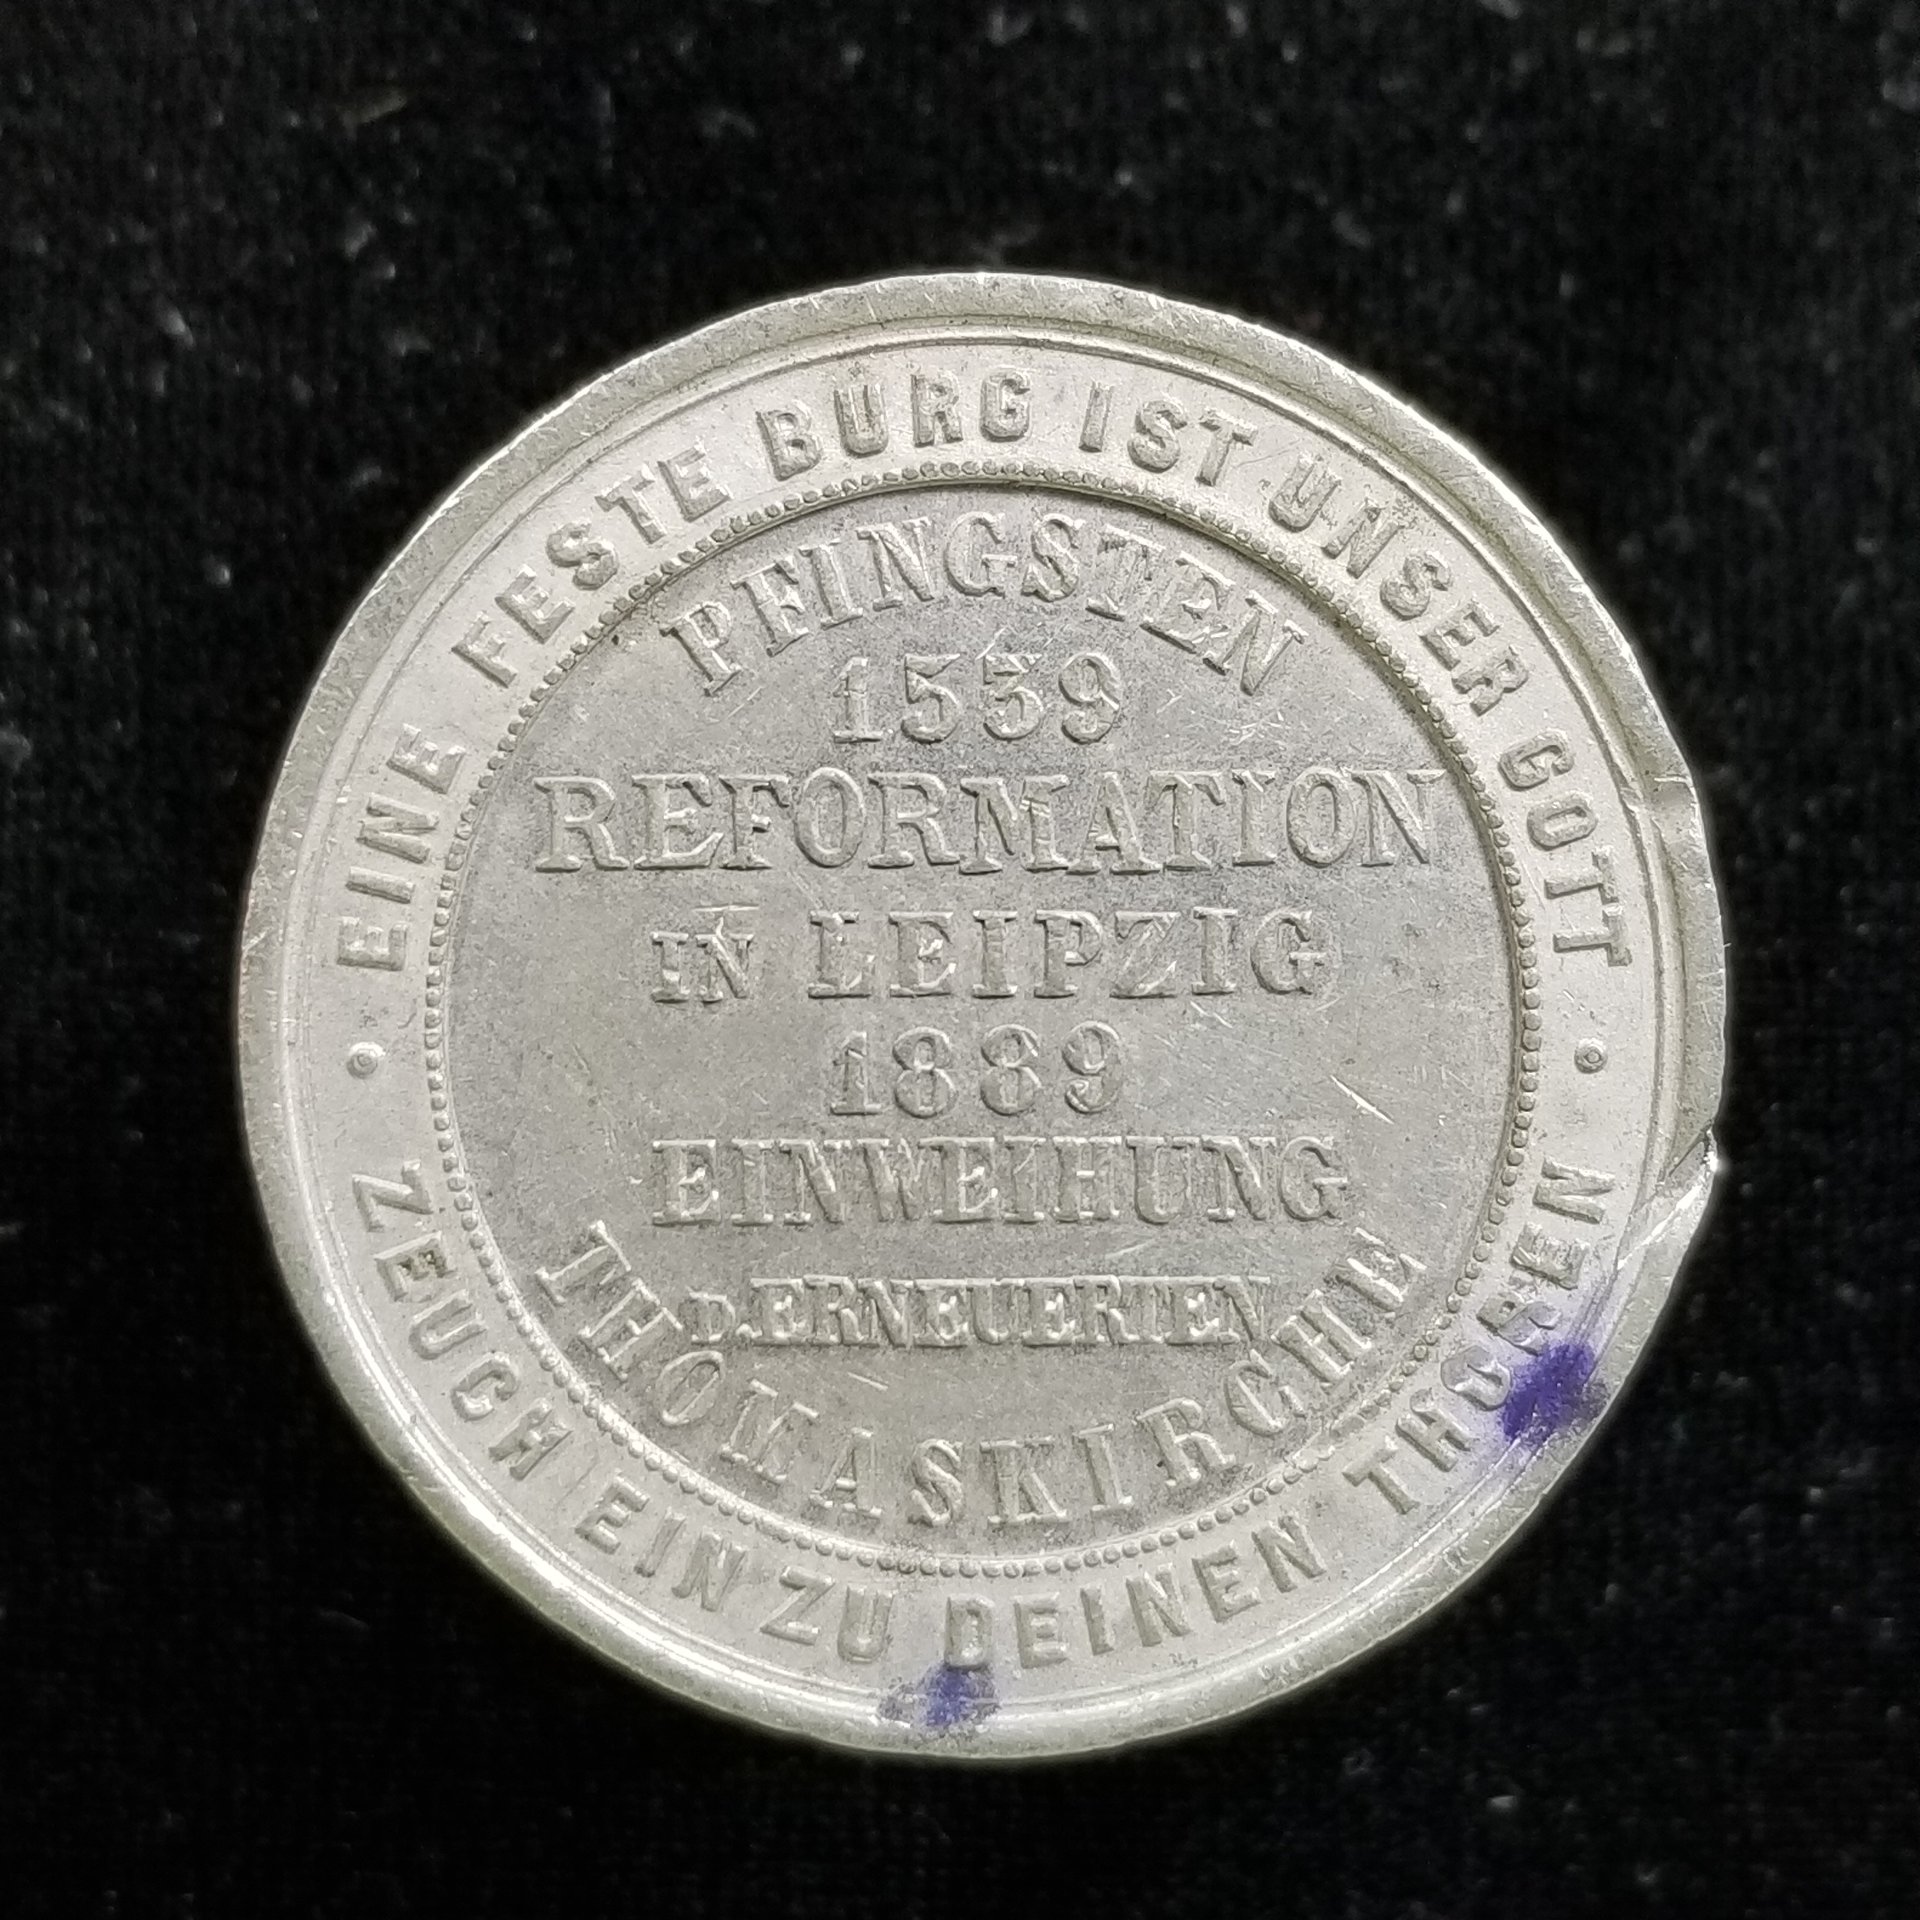 EINE FESTE BURG IST UNSER GOTT
PFINGSTEN
1539
REFORMATION
IN LEIPZIG
1889
EINWEIHUNG
D. ERNEUERTEN
THOMASKIRCHE
ZEUCH EIN ZU DEINEN THOREN